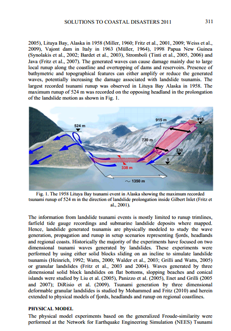 SOLUTIONS TO COASTAL DISASTERS 2011
311
2005), Lituya Bay, Alaska in 1958 (Miller, 1960; Fritz et al., 2001, 2009; Weiss et al.,
2009), Vajont dam in Italy in 1963 (Müller, 1964), 1998 Papua New Guinea
(Synolakis et al., 2002; Bardet et al., 2003), Stromboli (Tinti et al., 2005, 2006) and
Java (Fritz et al., 2007). The generated waves can cause damage mainly due to large
local runup along the coastline and overtopping of dams and reservoirs. Presence of
bathymetric and topographical features can either amplify or reduce the generated
waves, potentially increasing the damage associated with landslide tsunamis. The
largest recorded tsunami runup was observed in Lituya Bay Alaska in 1958. The
maximum runup of 524 m was recorded on the opposing headland in the prolongation
of the landslide motion as shown in Fig. 1.
915 m
524 m
Fig. 1. The 1958 Lituya Bay tsunami event in Alaska showing the maximum recorded
tsunami runup of 524 m in the direction of landslide prolongation inside Gilbert Inlet (Fritz et
al., 2001).
The information from landslide tsunami events is mostly limited to runup trimlines,
farfield tide gauge recordings and submarine landslide deposits where mapped.
Hence, landslide generated tsunamis are physically modeled to study the wave
generation, propagation and runup in setup scenarios representing fjords, headlands
and regional coasts. Historically the majority of the experiments have focused on two
dimensional tsunami waves generated by landslides. These experiments were
performed by using either solid blocks sliding on an incline to simulate landslide
tsunamis (Heinrich, 1992; Watts, 2000; Walder et al., 2003; Grilli and Watts, 2005)
or granular landslides (Fritz et al., 2003 and 2004). Waves generated by three
dimensional solid block landslides on flat bottoms, slopping beaches and conical
islands were studied by Liu et al. (2005), Panizzo et al. (2005), Enet and Grilli (2005
and 2007); DiRisio et al. (2009). Tsunami generation by three dimensional
deformable granular landslides by studied by Mohammed and Fritz (2010) and herein
extended to physical models of fjords, headlands and runup on regional coastlines.
PHYSICAL MODEL
The physical model experiments based on the generalized Froude-similarity were
performed at the Network for Earthquake Engineering Simulation (NEES) Tsunami